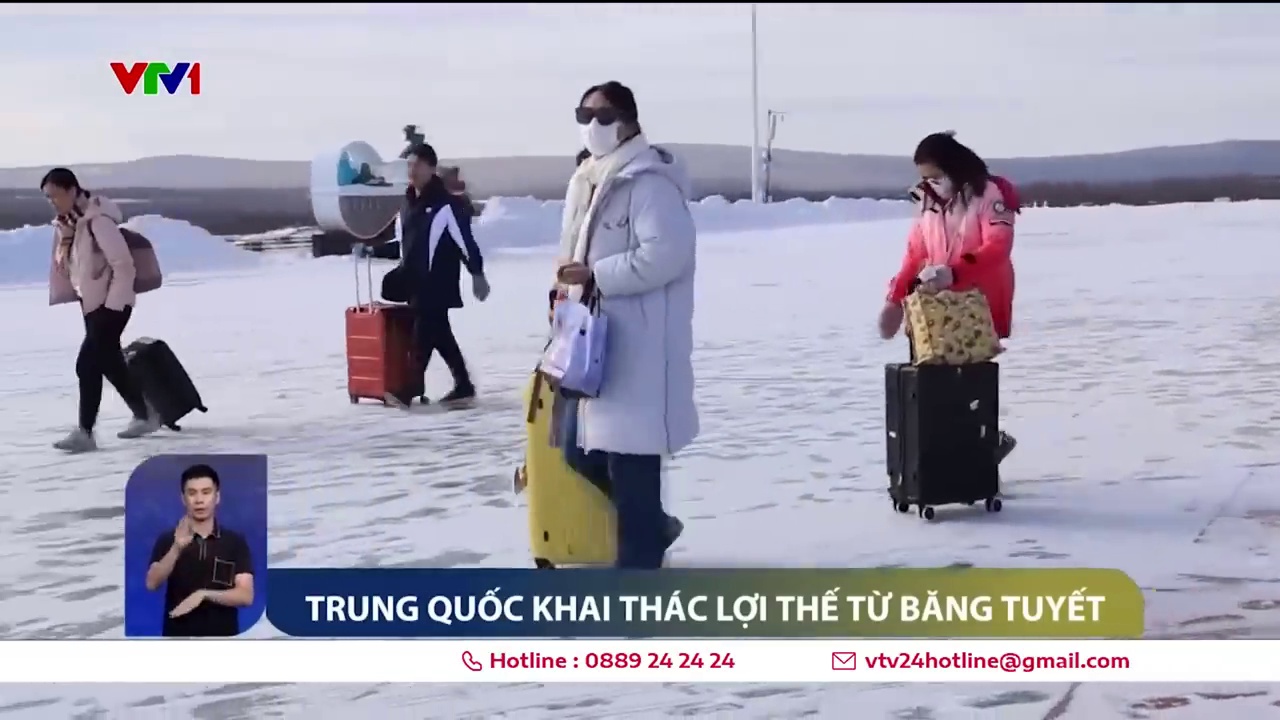 VTV1
TRUNG QUỐC KHAI THÁC LỢI THẾ TỪ BĂNG TUYẾT
Hotline : 0889 24 24 24
vtv24hotline@gmail.com